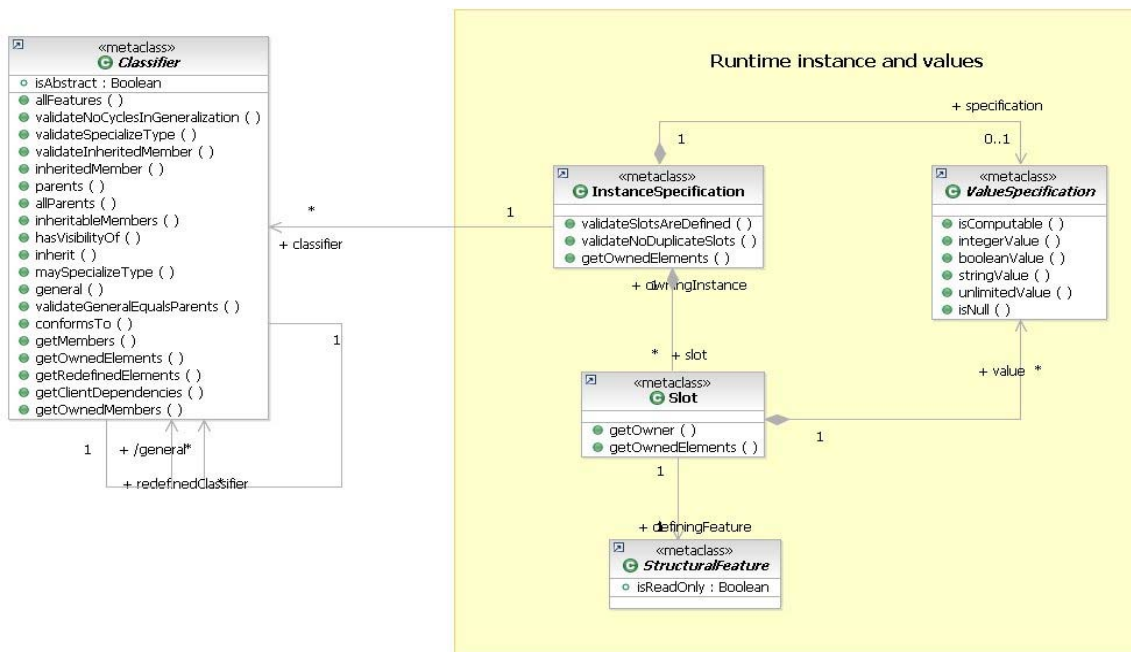 «metaclass»
Classifier
isAbstract : Boolean
allFeatures ( )
validateNoCyclesInGeneralization ( )
validateSpecializeType ( )
validateInheritedMember ( )
inheritedMember ( )
parents ( )
allParents ( )
inheritableMembers ( )
hasVisibilityOf ( )
inherit ( )
maySpecializeType ( )
general ( )
validateGeneralEqualsParents ( )
conformsTo ( )
getMembers ( )
getOwnedElements ( )
getRedefinedElements ( )
getClientDependencies ( )
getOwnedMembers ( )
1
1
+ /general*
+ redefinedClassifier
*
*
+ classifier
1
Runtime instance and values
+ specification
1
0..1
«metaclass»
InstanceSpecification
validateSlotsAreDefined ( )
validateNoDuplicateSlots ( )
getOwnedElements ( )
«metaclass»
ValueSpecification
isComputable ( )
integerValue ( )
booleanValue ( )
stringValue ( )
unlimitedValue ( )
isNull ( )
+ owningInstance
1
* + slot
+ value *
«metaclass»
Slot
getOwner ( )
getOwnedElements ( )
1
1
+ definingFeature
1
«metaclass»
StructuralFeature
isReadOnly : Boolean